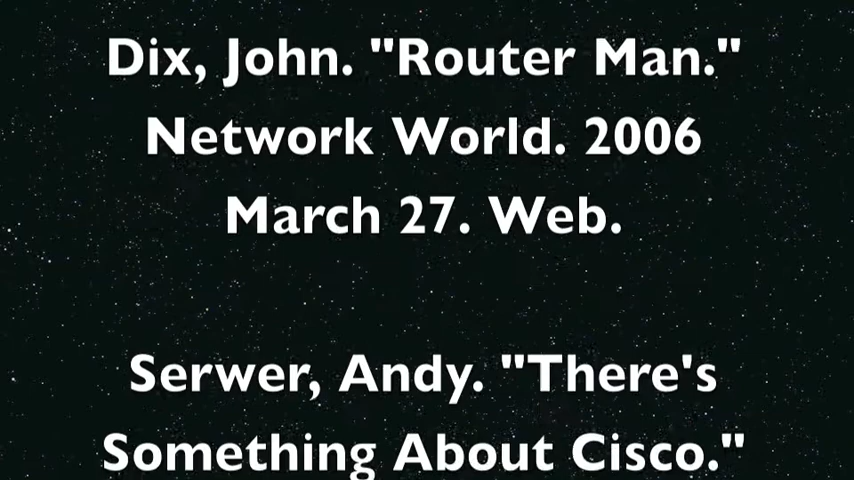 Dix, John. "Router Man."
Network World. 2006
March 27. Web.
Serwer, Andy. "There's
Something About Cisco."